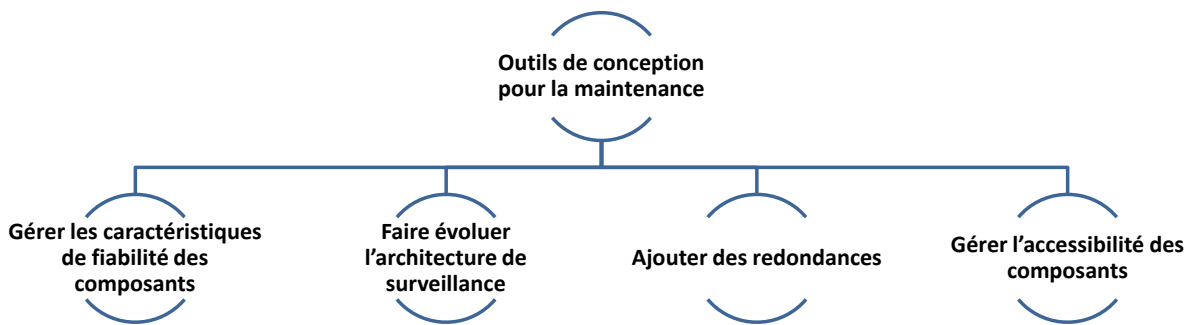 Outils de conception
pour la maintenance
Gérer les caractéristiques
de fiabilité des
composants
Faire évoluer
l’architecture de
surveillance
Ajouter des redondances
Gérer l’accessibilité des
composants